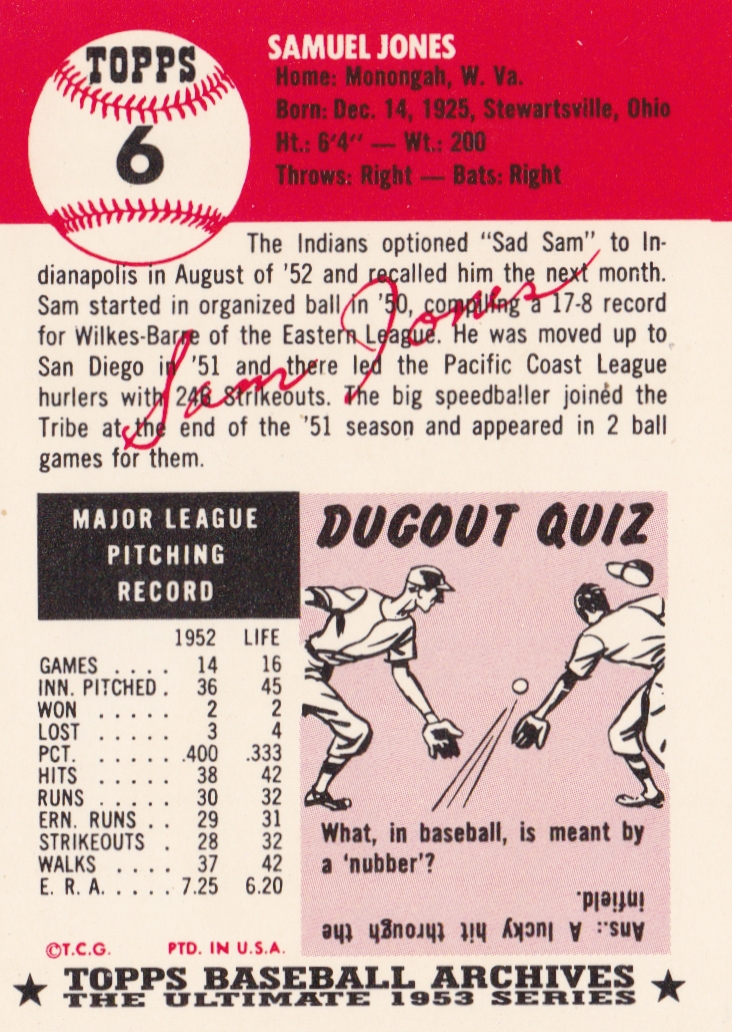 TOPPS
6
SAMUEL JONES
Home: Monongah, W. Va.
Born: Dec. 14, 1925, Stewartsville, Ohio
Ht.: 6'4" — Wt.: 200
Throws: Right — Bats: Right
The Indians optioned "Sad Sam" to In-
dianapolis in August of '52 and recalled him the next month.
Sam started in organized ball in '50, compiling a 17-8 record
for Wilkes-Barre of the Eastern League. He was moved up to
San Diego in '51 and there led the Pacific Coast League
hurlers with 246 Strikeouts. The big speedballer joined the
Tribe at the end of the '51 season and appeared in 2 ball
games for them.
Sam Jones
MAJOR LEAGUE
PITCHING
RECORD
1952 LIFE
GAMES . . . . 14 16
INN. PITCHED . 36 45
WON . . . . . 2 2
LOST . . . . . 3 4
PCT. . . . . . .400 .333
HITS . . . . . 38 42
RUNS . . . . . 30 32
ERN. RUNS . . 29 31
STRIKEOUTS . 28 32
WALKS . . . . 37 42
E. R. A. . . . . . 7.25 6.20
DUGOUT QUIZ
What, in baseball, is meant by
a 'nubber'?
Ans.: A lucky hit through the
infield.
©T.C.G. PTD. IN U.S.A.
TOPPS BASEBALL ARCHIVES
THE ULTIMATE 1953 SERIES